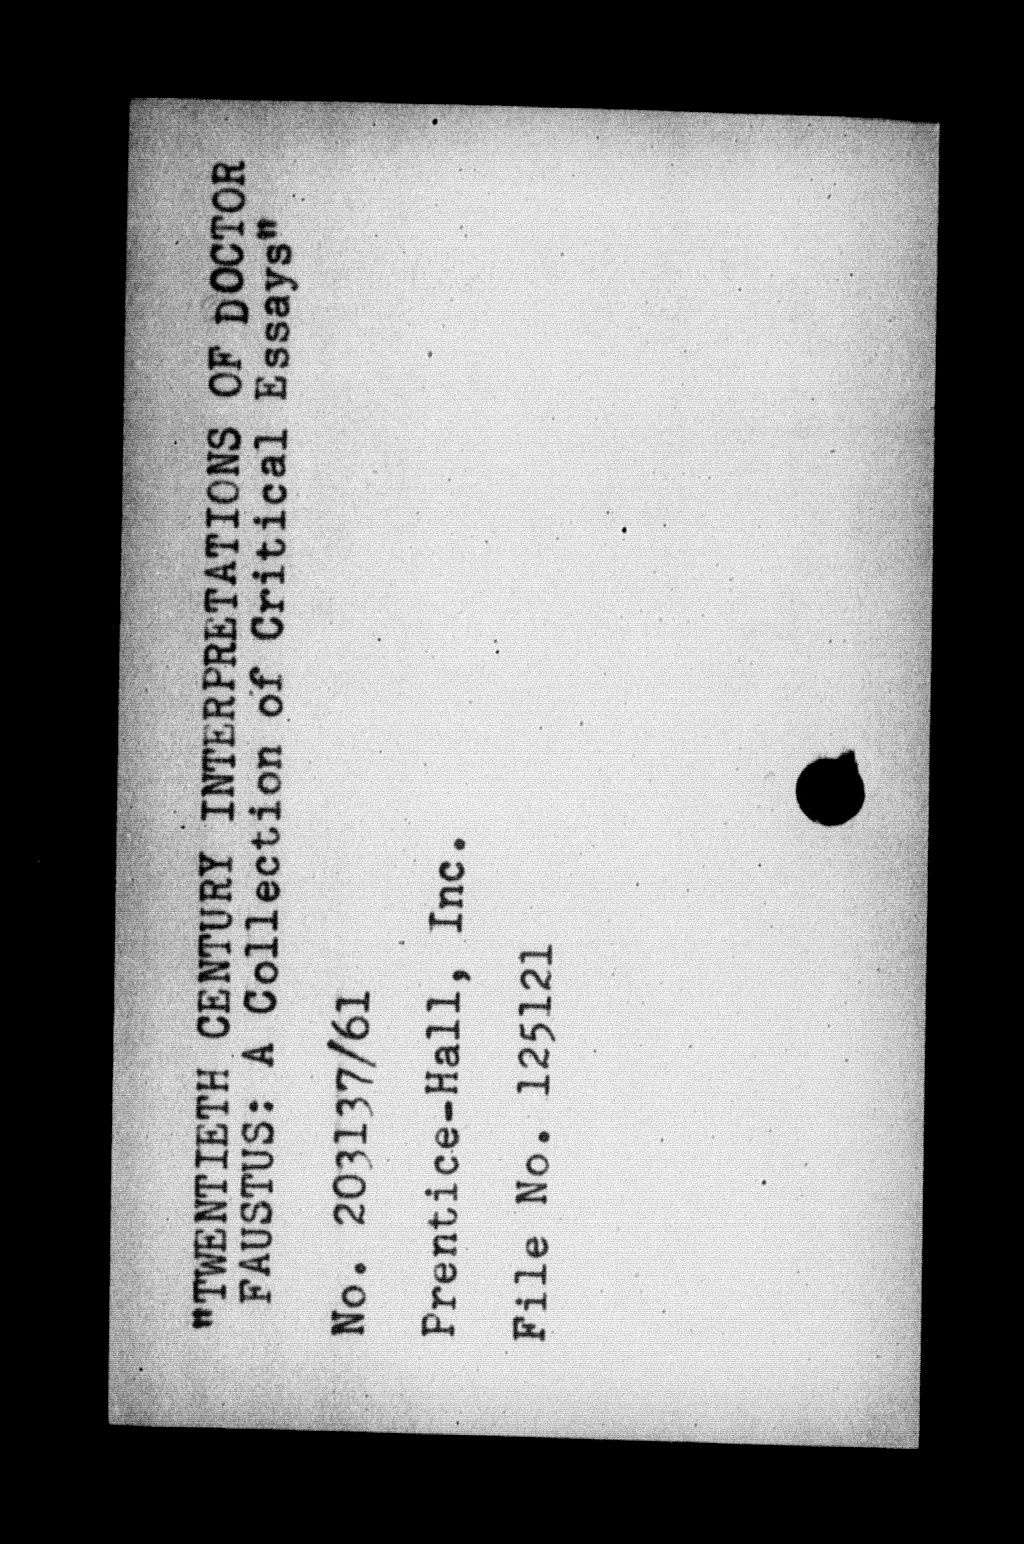 "TWENTIETH CENTURY INTERPRETATIONS OF DOCTOR
FAUSTUS: A Collection of Critical Essays"
No. 203137/61
Prentice-Hall, Inc.
File No. 125121